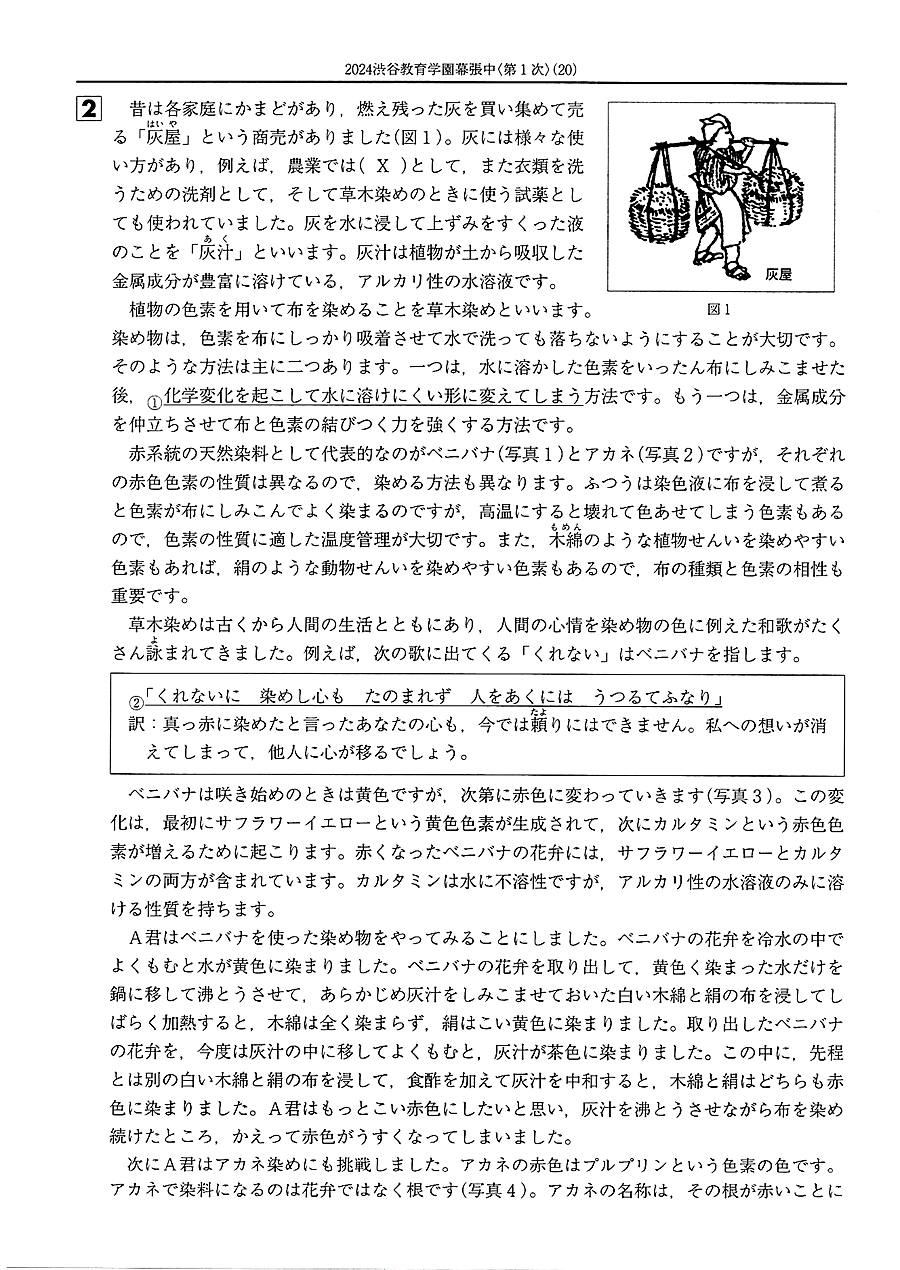 2024渋谷教育学園幕張中〈第1次〉(20)
2 昔は各家庭にかまどがあり，燃え残った灰を買い集めて売
はい や
る「灰屋」という商売がありました(図1)。灰には様々な使
い方があり，例えば，農業では( X )として，また衣類を洗
うための洗剤として，そして草木染めのときに使う試薬とし
ても使われていました。灰を水に浸して上ずみをすくった液
あ く
のことを「灰汁」といいます。灰汁は植物が土から吸収した
金属成分が豊富に溶けている，アルカリ性の水溶液です。
灰屋
図1
植物の色素を用いて布を染めることを草木染めといいます。
染め物は，色素を布にしっかり吸着させて水で洗っても落ちないようにすることが大切です。
そのような方法は主に二つあります。一つは，水に溶かした色素をいったん布にしみこませた
後，①化学変化を起こして水に溶けにくい形に変えてしまう方法です。もう一つは，金属成分
を仲立ちさせて布と色素の結びつく力を強くする方法です。
赤系統の天然染料として代表的なのがベニバナ(写真1)とアカネ(写真2)ですが，それぞれ
の赤色色素の性質は異なるので，染める方法も異なります。ふつうは染色液に布を浸して煮る
と色素が布にしみこんでよく染まるのですが，高温にすると壊れて色あせてしまう色素もある
もめん
ので，色素の性質に適した温度管理が大切です。また，木綿のような植物せんいを染めやすい
色素もあれば，絹のような動物せんいを染めやすい色素もあるので，布の種類と色素の相性も
重要です。
草木染めは古くから人間の生活とともにあり，人間の心情を染め物の色に例えた和歌がたく
よ
さん詠まれてきました。例えば，次の歌に出てくる「くれない」はベニバナを指します。
②「くれないに 染めし心も たのまれず 人をあくには うつるてふなり」
たよ
訳：真っ赤に染めたと言ったあなたの心も，今では頼りにはできません。私への想いが消
えてしまって，他人に心が移るでしょう。
ベニバナは咲き始めのときは黄色ですが，次第に赤色に変わっていきます(写真3)。この変
化は，最初にサフラワーイエローという黄色色素が生成されて，次にカルタミンという赤色色
素が増えるために起こります。赤くなったベニバナの花弁には，サフラワーイエローとカルタ
ミンの両方が含まれています。カルタミンは水に不溶性ですが，アルカリ性の水溶液のみに溶
ける性質を持ちます。
A君はベニバナを使った染め物をやってみることにしました。ベニバナの花弁を冷水の中で
よくもむと水が黄色に染まりました。ベニバナの花弁を取り出して，黄色く染まった水だけを
鍋に移して沸とうさせて，あらかじめ灰汁をしみこませておいた白い木綿と絹の布を浸してし
ばらく加熱すると，木綿は全く染まらず，絹はこい黄色に染まりました。取り出したベニバナ
の花弁を，今度は灰汁の中に移してよくもむと，灰汁が茶色に染まりました。この中に，先程
とは別の白い木綿と絹の布を浸して，食酢を加えて灰汁を中和すると，木綿と絹はどちらも赤
色に染まりました。A君はもっとこい赤色にしたいと思い，灰汁を沸とうさせながら布を染め
続けたところ，かえって赤色がうすくなってしまいました。
次にA君はアカネ染めにも挑戦しました。アカネの赤色はプルプリンという色素の色です。
アカネで染料になるのは花弁ではなく根です(写真4)。アカネの名称は，その根が赤いことに